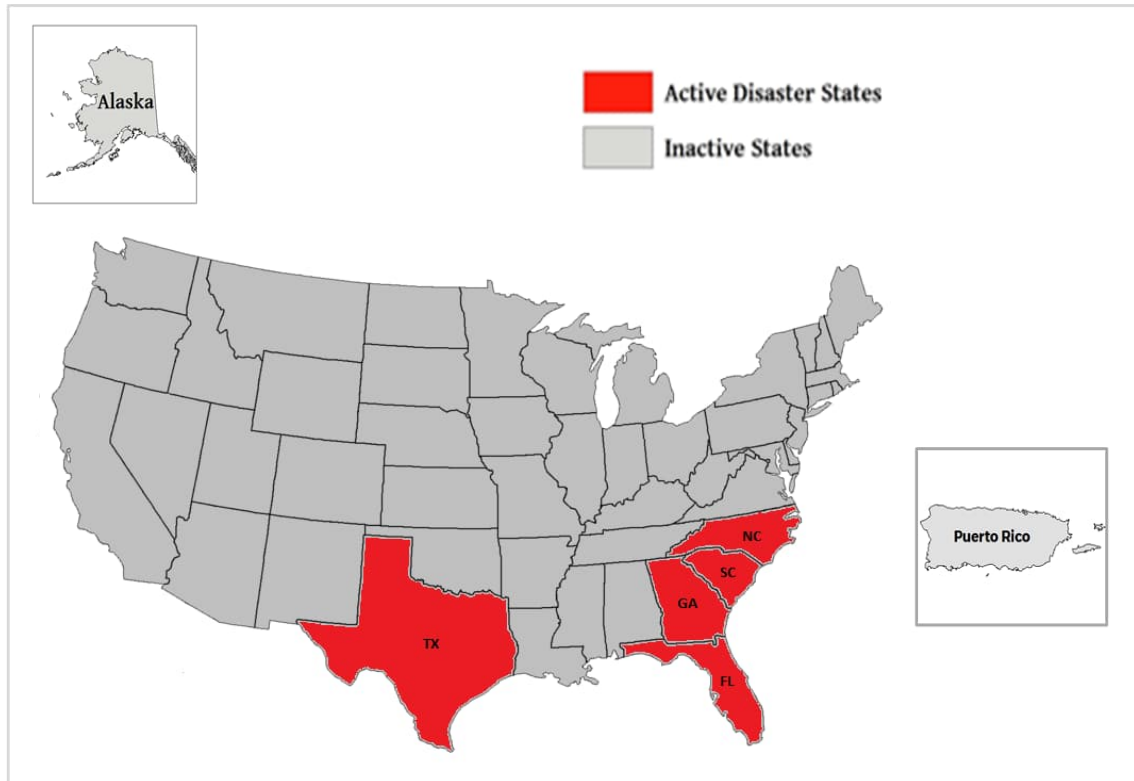 Alaska
Active Disaster States
Inactive States
NC
SC
GA
TX
FL
Puerto Rico